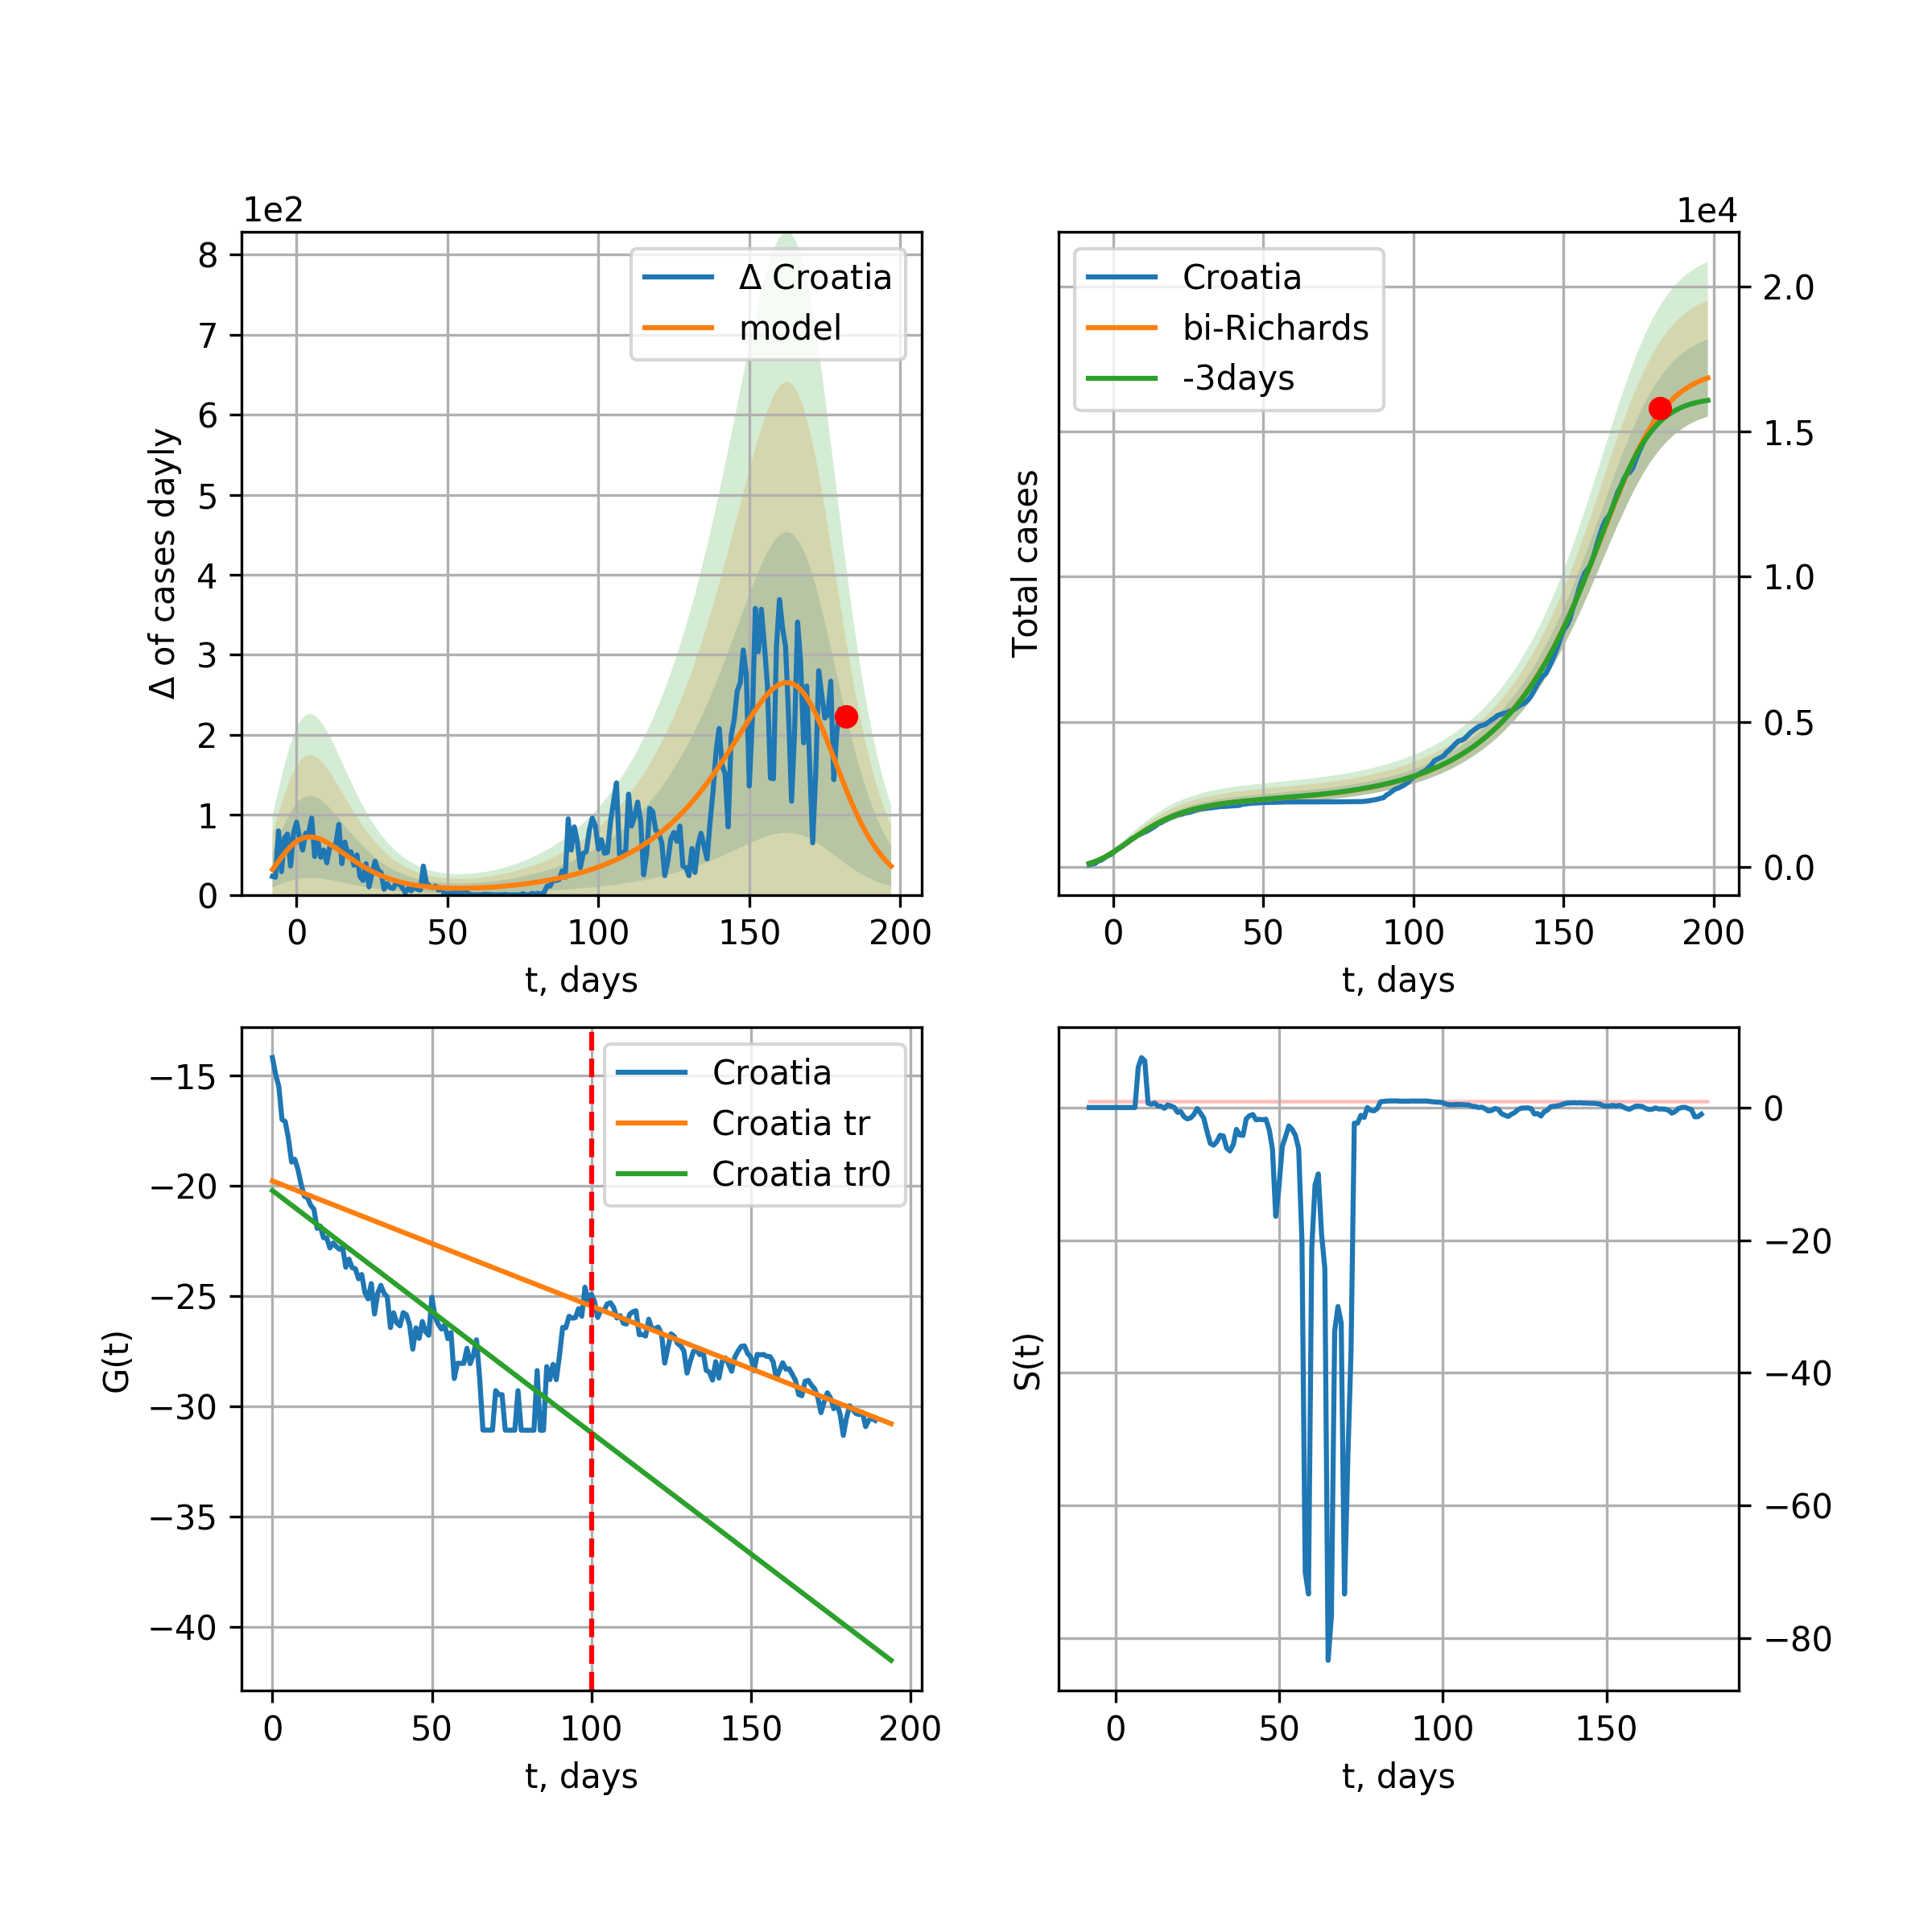 1e2
8
7
6
5
4
3
2
1
0
Δ of cases dayly
Δ Croatia
model
0 50 100 150 200
t, days
1e4
Croatia
bi-Richards
-3days
Total cases
2.0
1.5
1.0
0.5
0.0
0 50 100 150 200
t, days
−15
−20
−25
−30
−35
−40
G(t)
Croatia
Croatia tr
Croatia tr0
0 50 100 150 200
t, days
S(t)
0
−20
−40
−60
−80
0 50 100 150
t, days